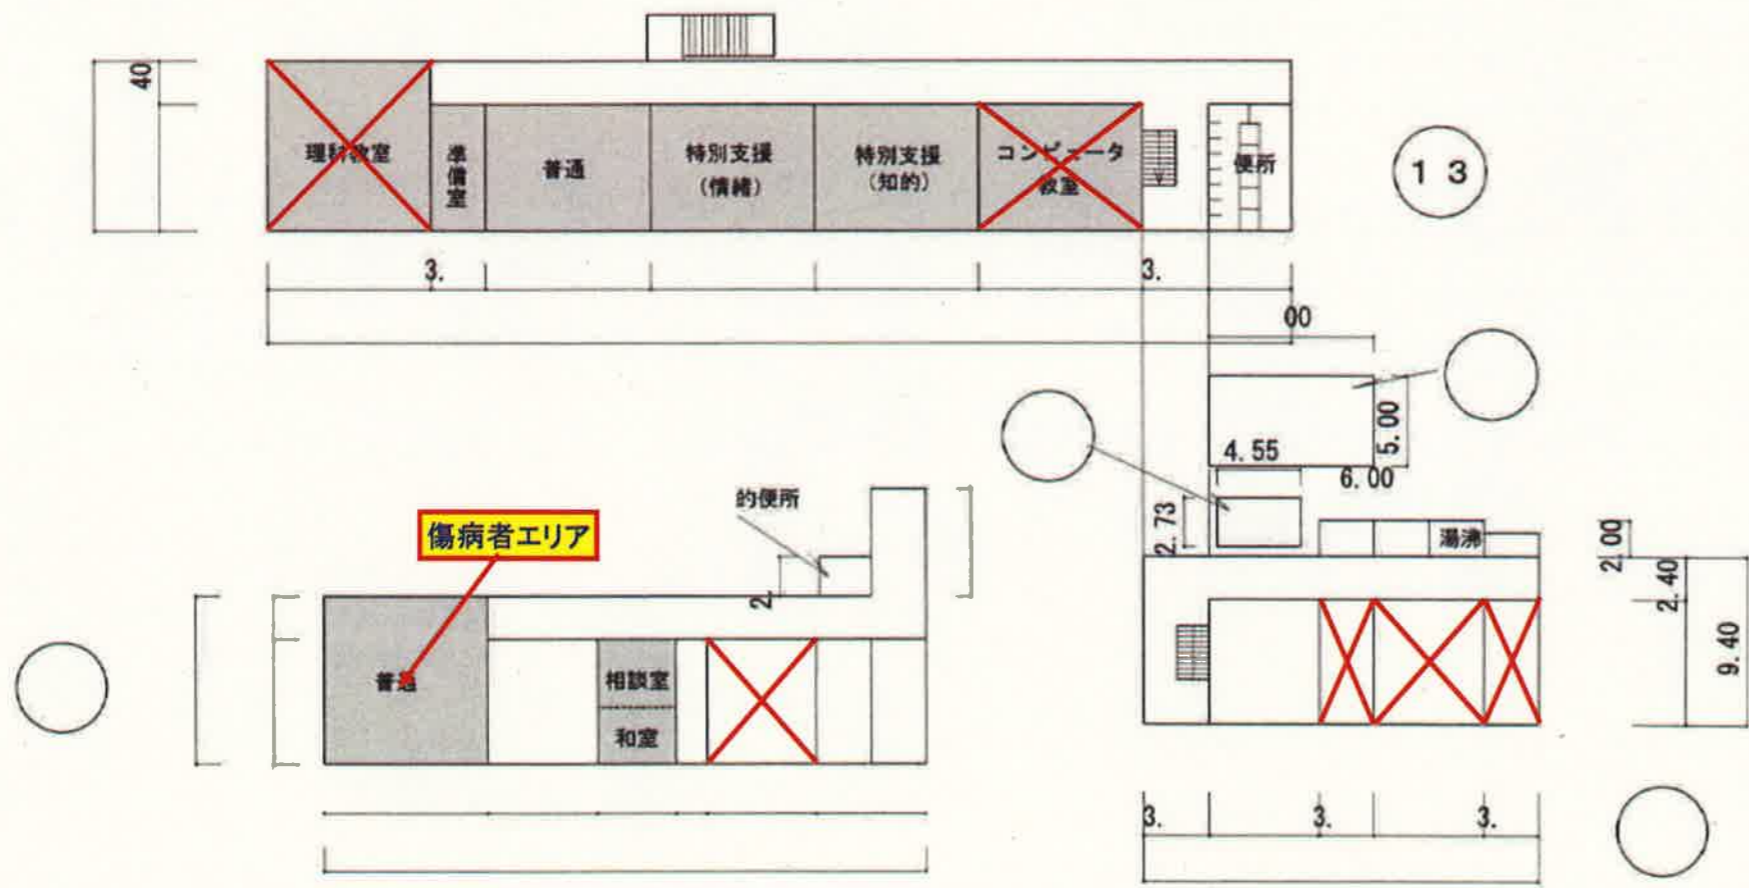 40
理科教室
準備室
普通
特別支援
(情緒)
特別支援
(知的)
コンピュータ
教室
便所
13
3.
3.
00
5.00
4.55
6.00
2.73
的便所
傷病者エリア
湯沸
2.00
2.40
9.40
2.
普通
相談室
和室
3.
3.
3.